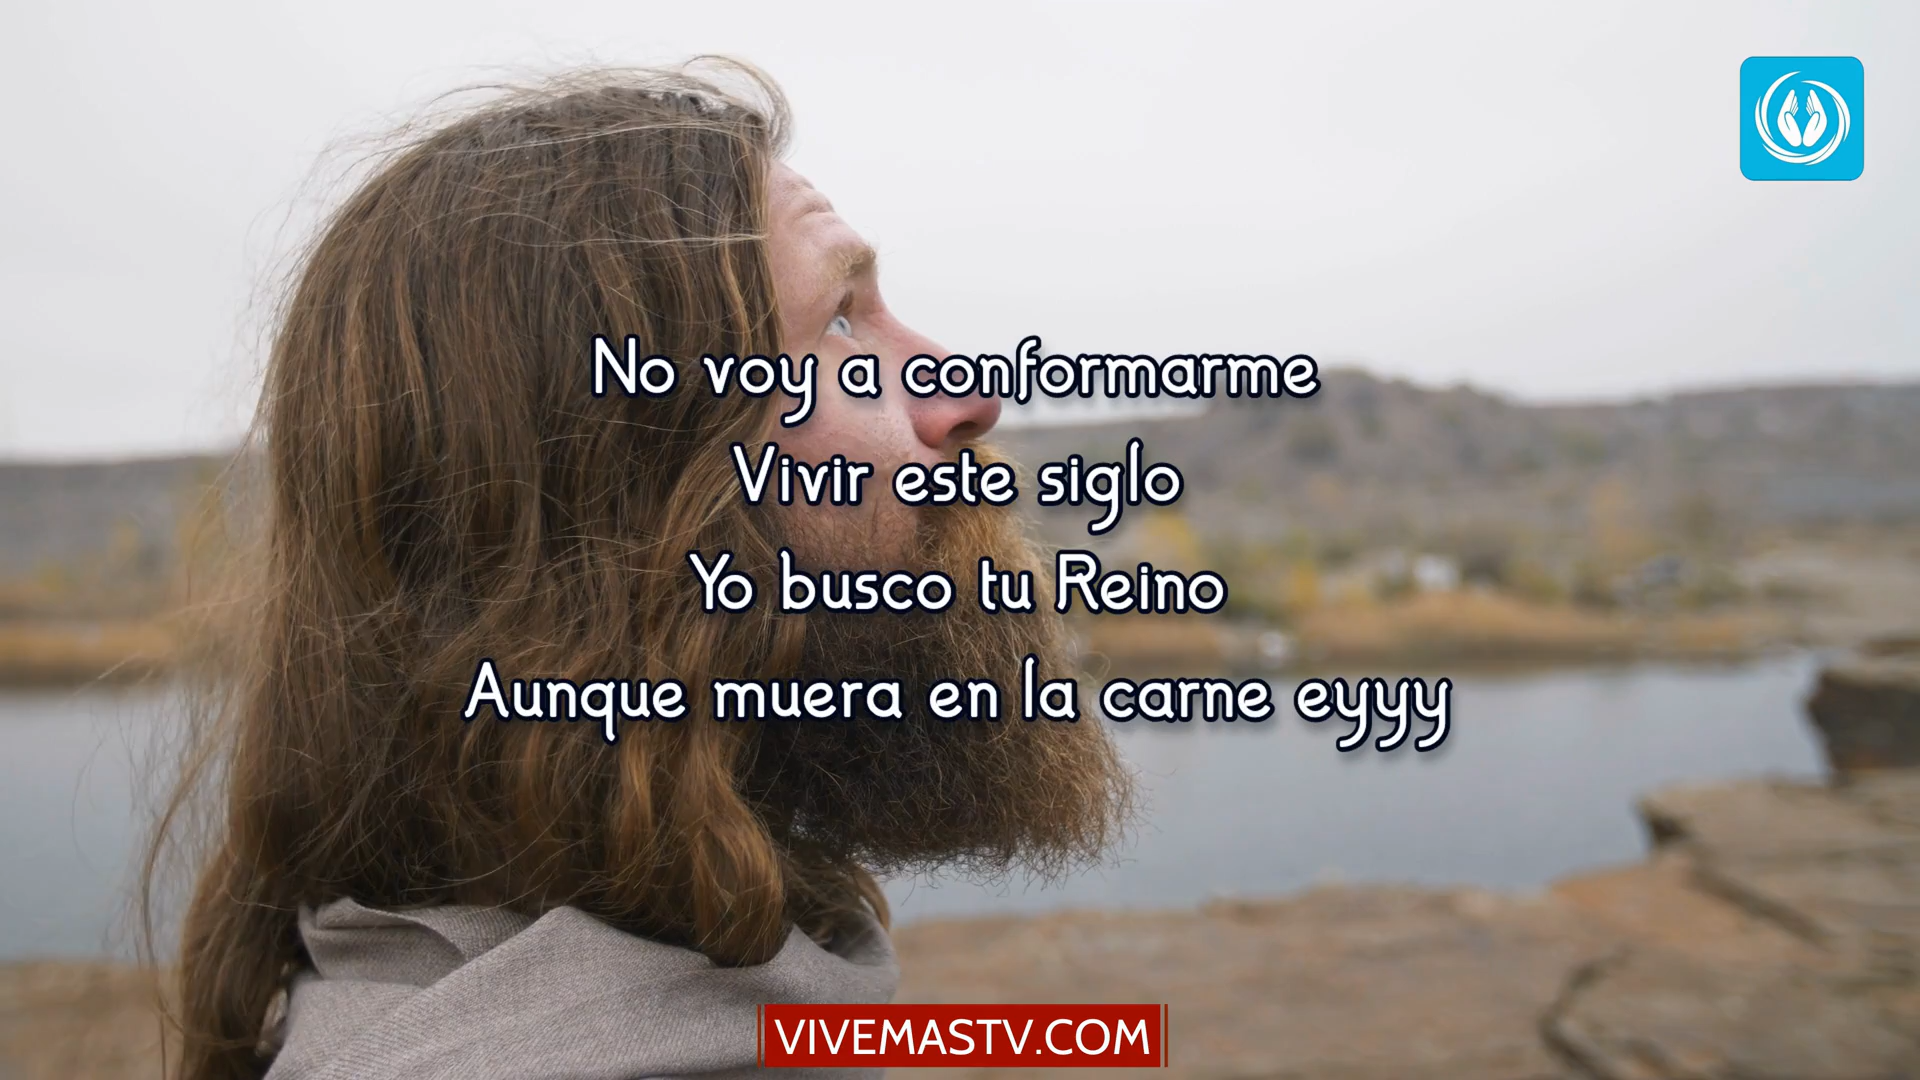 No voy a conformarme
Vivir este siglo
Yo busco tu Reino
Aunque muera en la carne eyyy
VIVEMASTV.COM